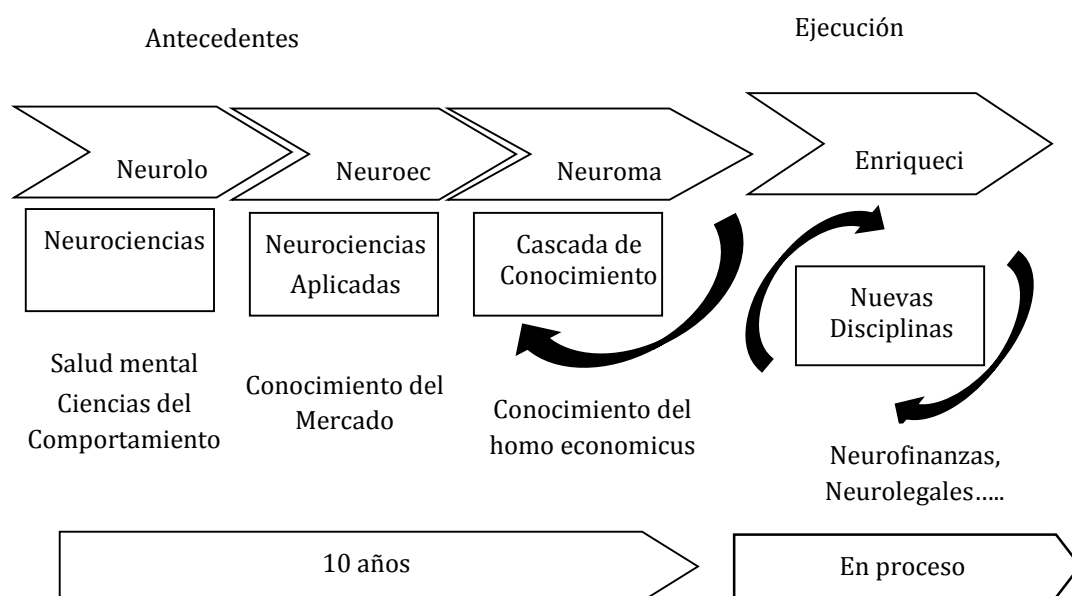 Antecedentes
Ejecución
Neurolo
Neuroec
Neuroma
Enriqueci
Neurociencias
Neurociencias
Aplicadas
Cascada de
Conocimiento
Nuevas
Disciplinas
Salud mental
Ciencias del
Comportamiento
Conocimiento del
Mercado
Conocimiento del
homo economicus
Neurofinanzas,
Neurolegales.....
10 años
En proceso